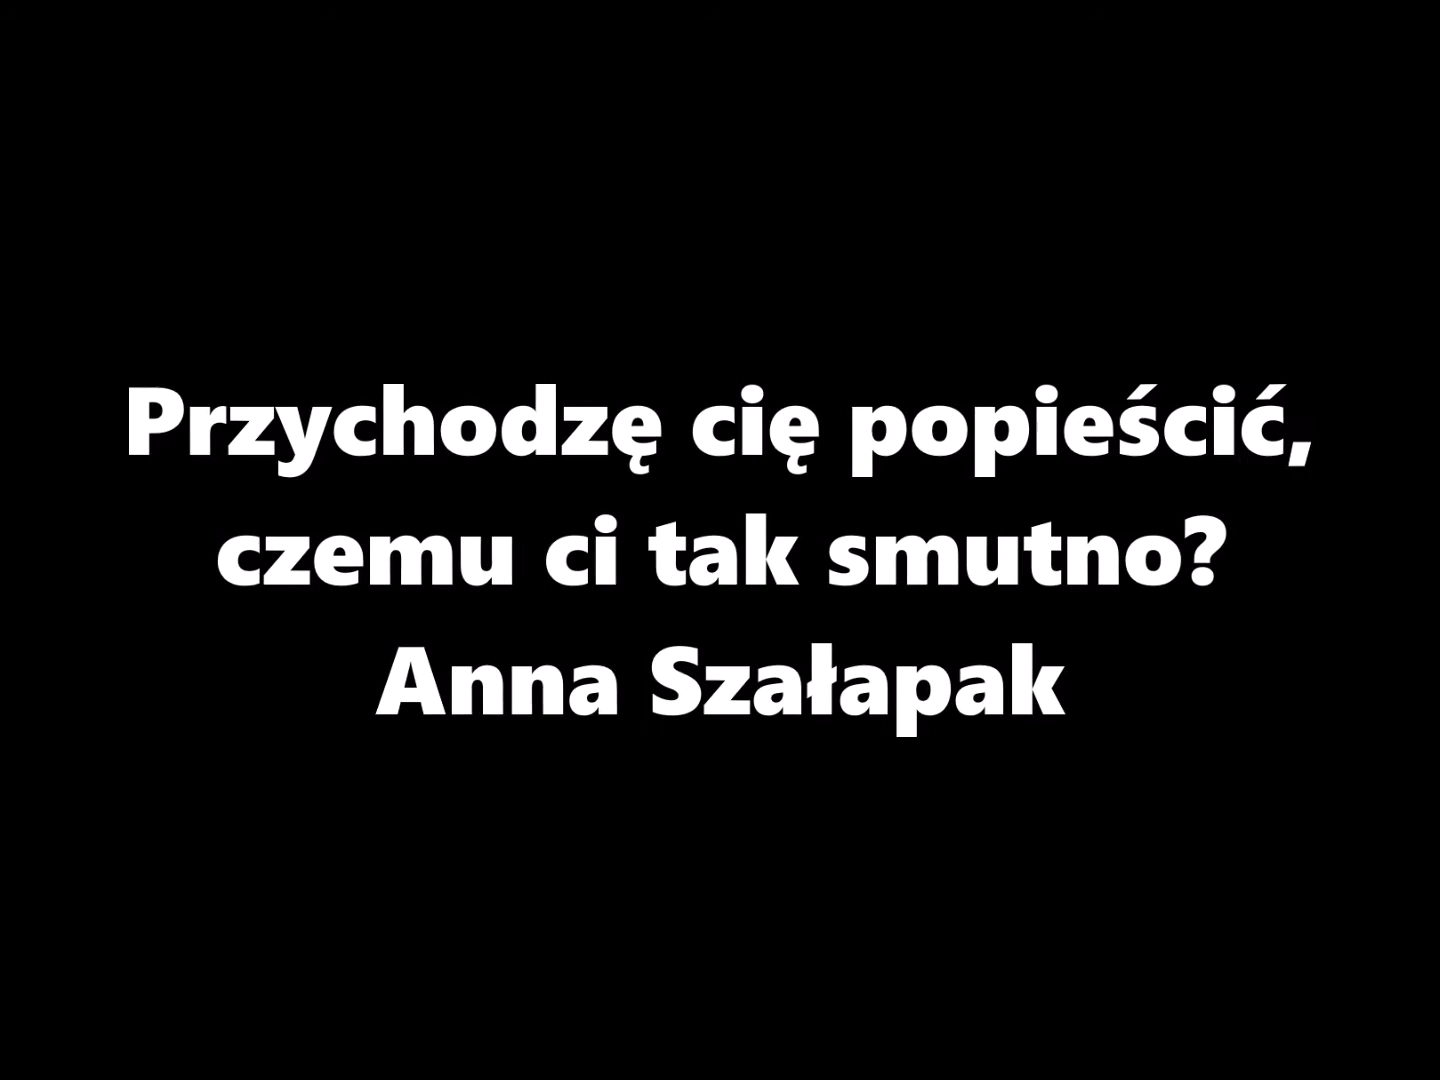 Przychodzę cię popieścić,
czemu ci tak smutno?
Anna Szałapak